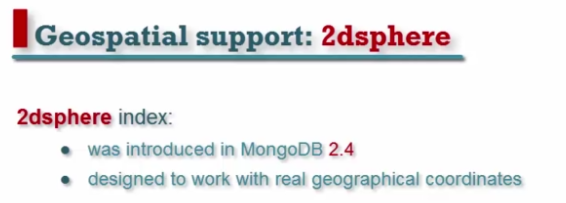 Geospatial support: 2dsphere
2dsphere index:
• was introduced in MongoDB 2.4
• designed to work with real geographical coordinates